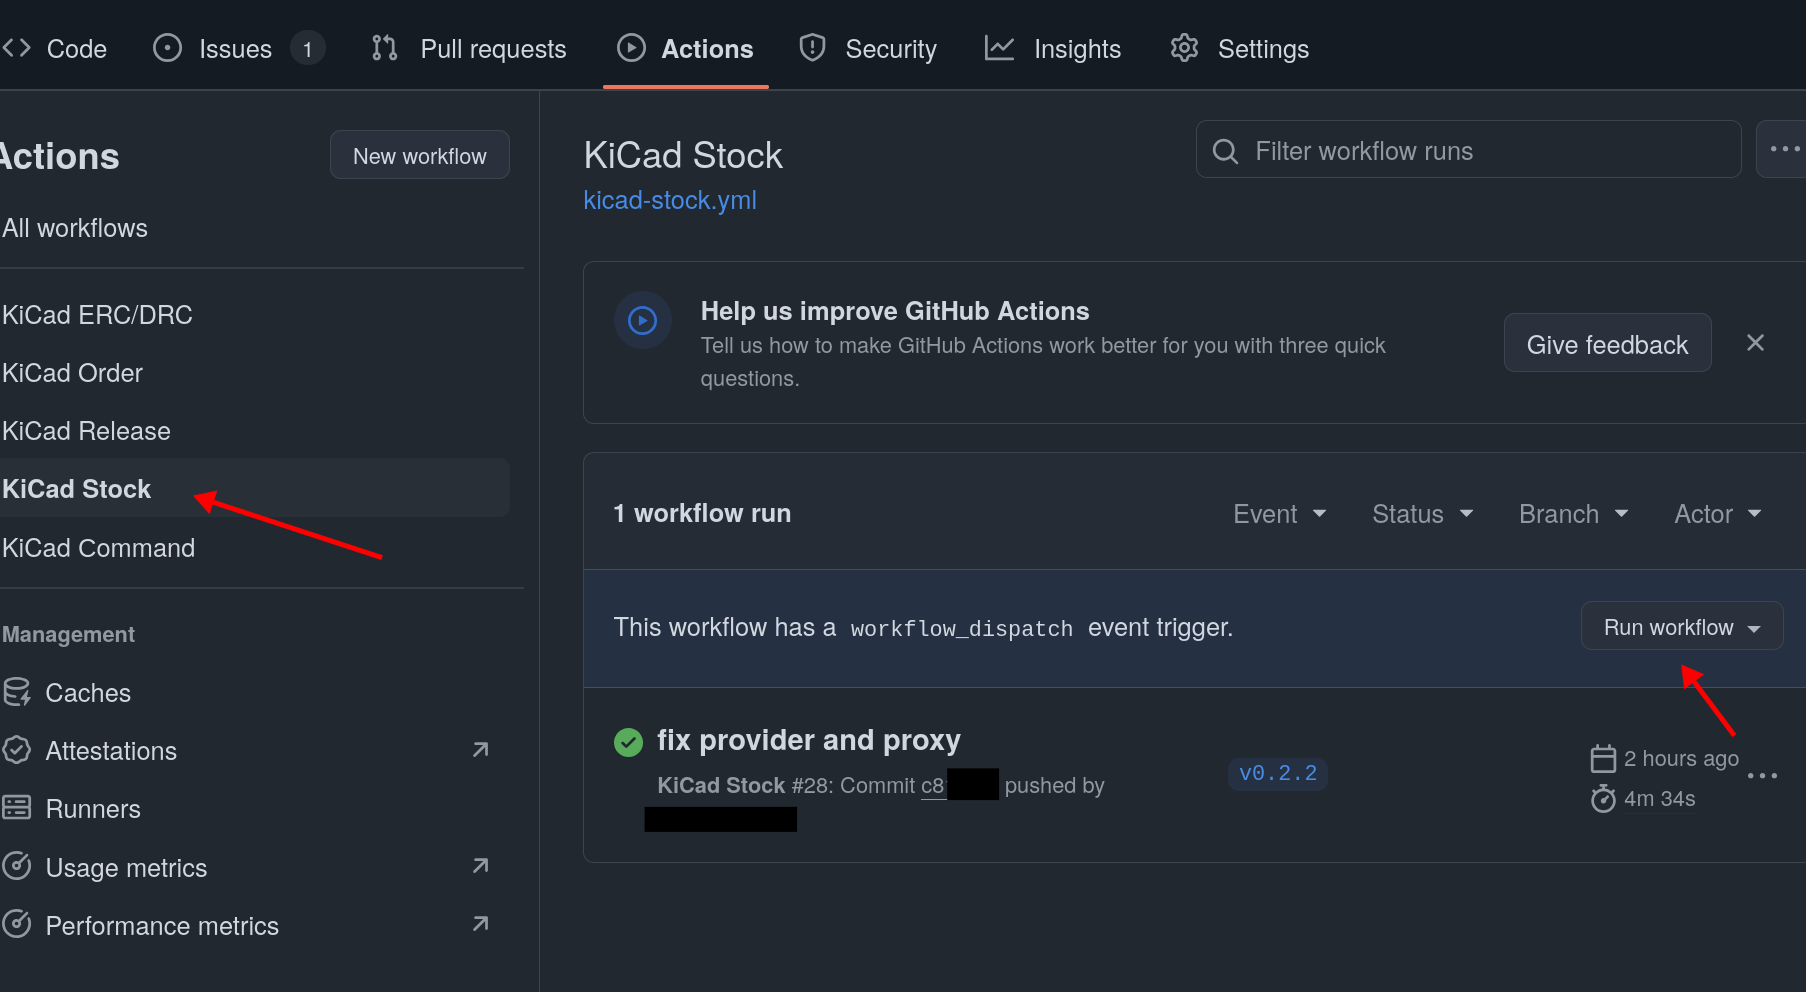 Code Issues 1 Pull requests Actions Security Insights Settings
Actions New workflow
All workflows
KiCad ERC/DRC
KiCad Order
KiCad Release
KiCad Stock
KiCad Command
Management
Caches
Attestations
Runners
Usage metrics
Performance metrics
KiCad Stock
kicad-stock.yml
Filter workflow runs
Help us improve GitHub Actions
Tell us how to make GitHub Actions work better for you with three quick
questions.
Give feedback
1 workflow run Event Status Branch Actor
This workflow has a workflow_dispatch event trigger. Run workflow
fix provider and proxy
KiCad Stock #28: Commit c8 pushed by
v0.2.2
2 hours ago
4m 34s